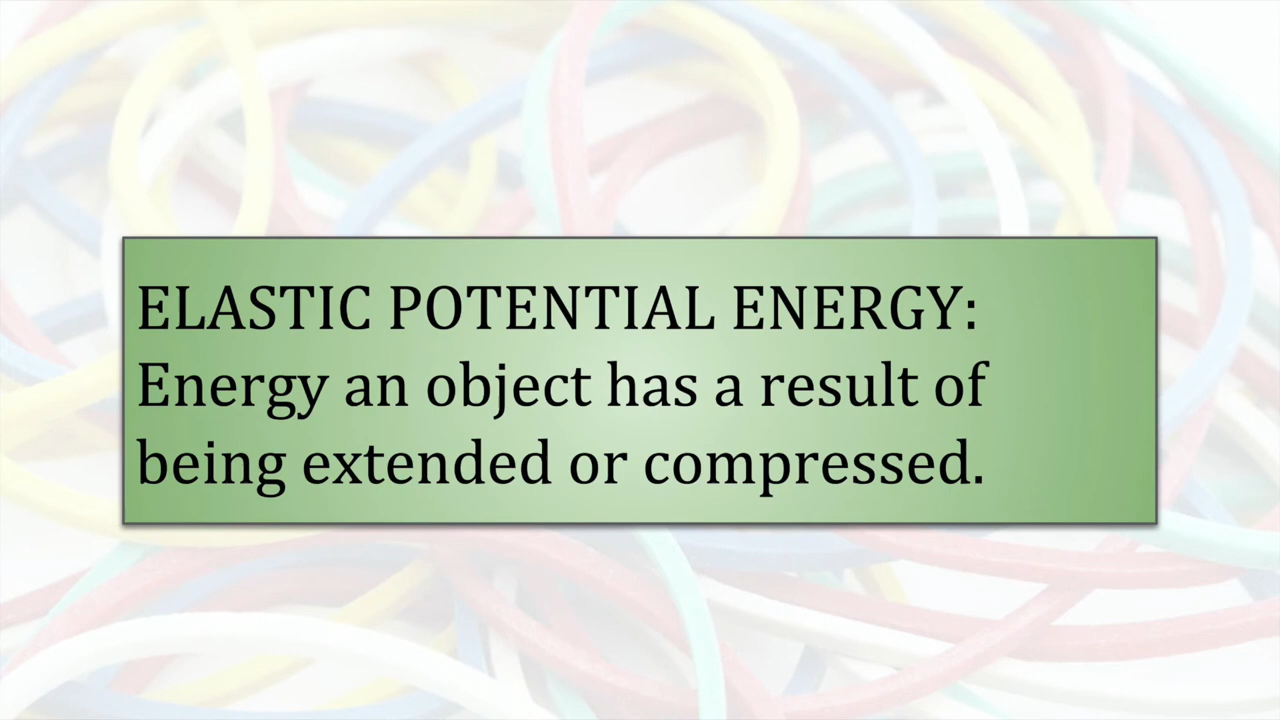 ELASTIC POTENTIAL ENERGY:
Energy an object has a result of
being extended or compressed.